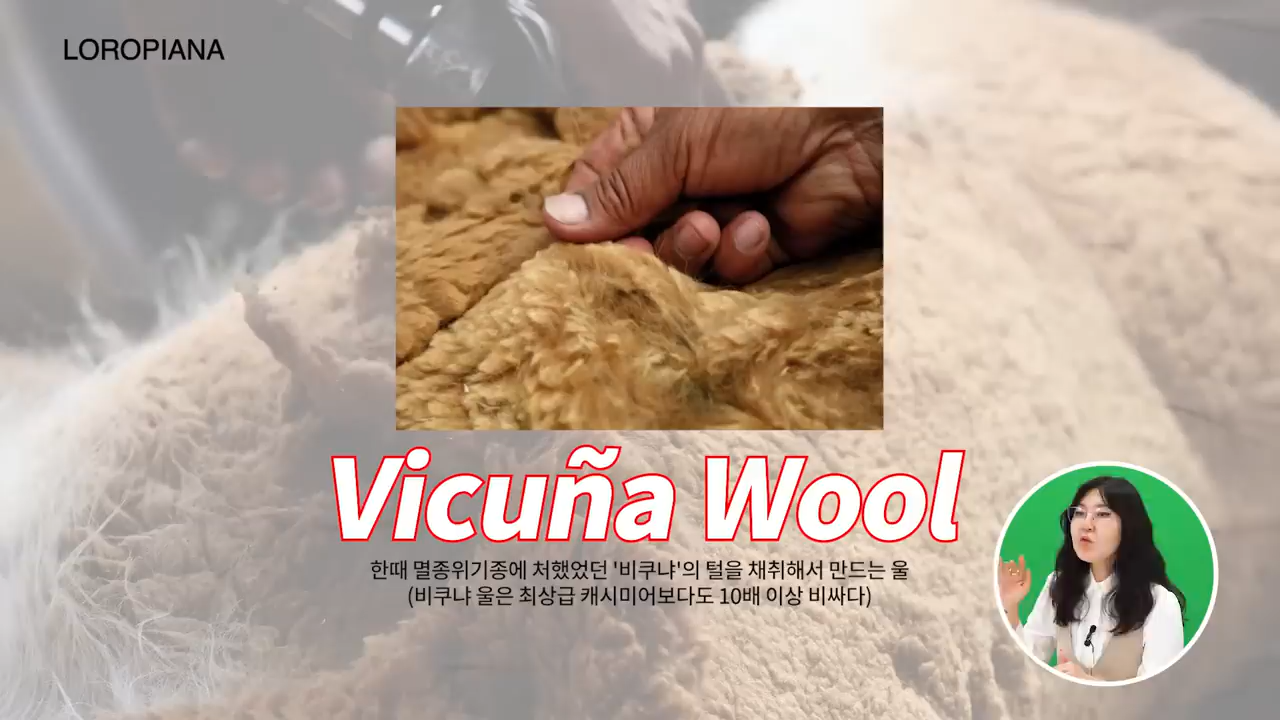 LOROPIANA
Vicuña Wool
한때 멸종위기종에 처했었던 '비쿠냐'의 털을 채취해서 만드는 울
(비쿠냐 울은 최상급 캐시미어보다도 10배 이상 비싸다)